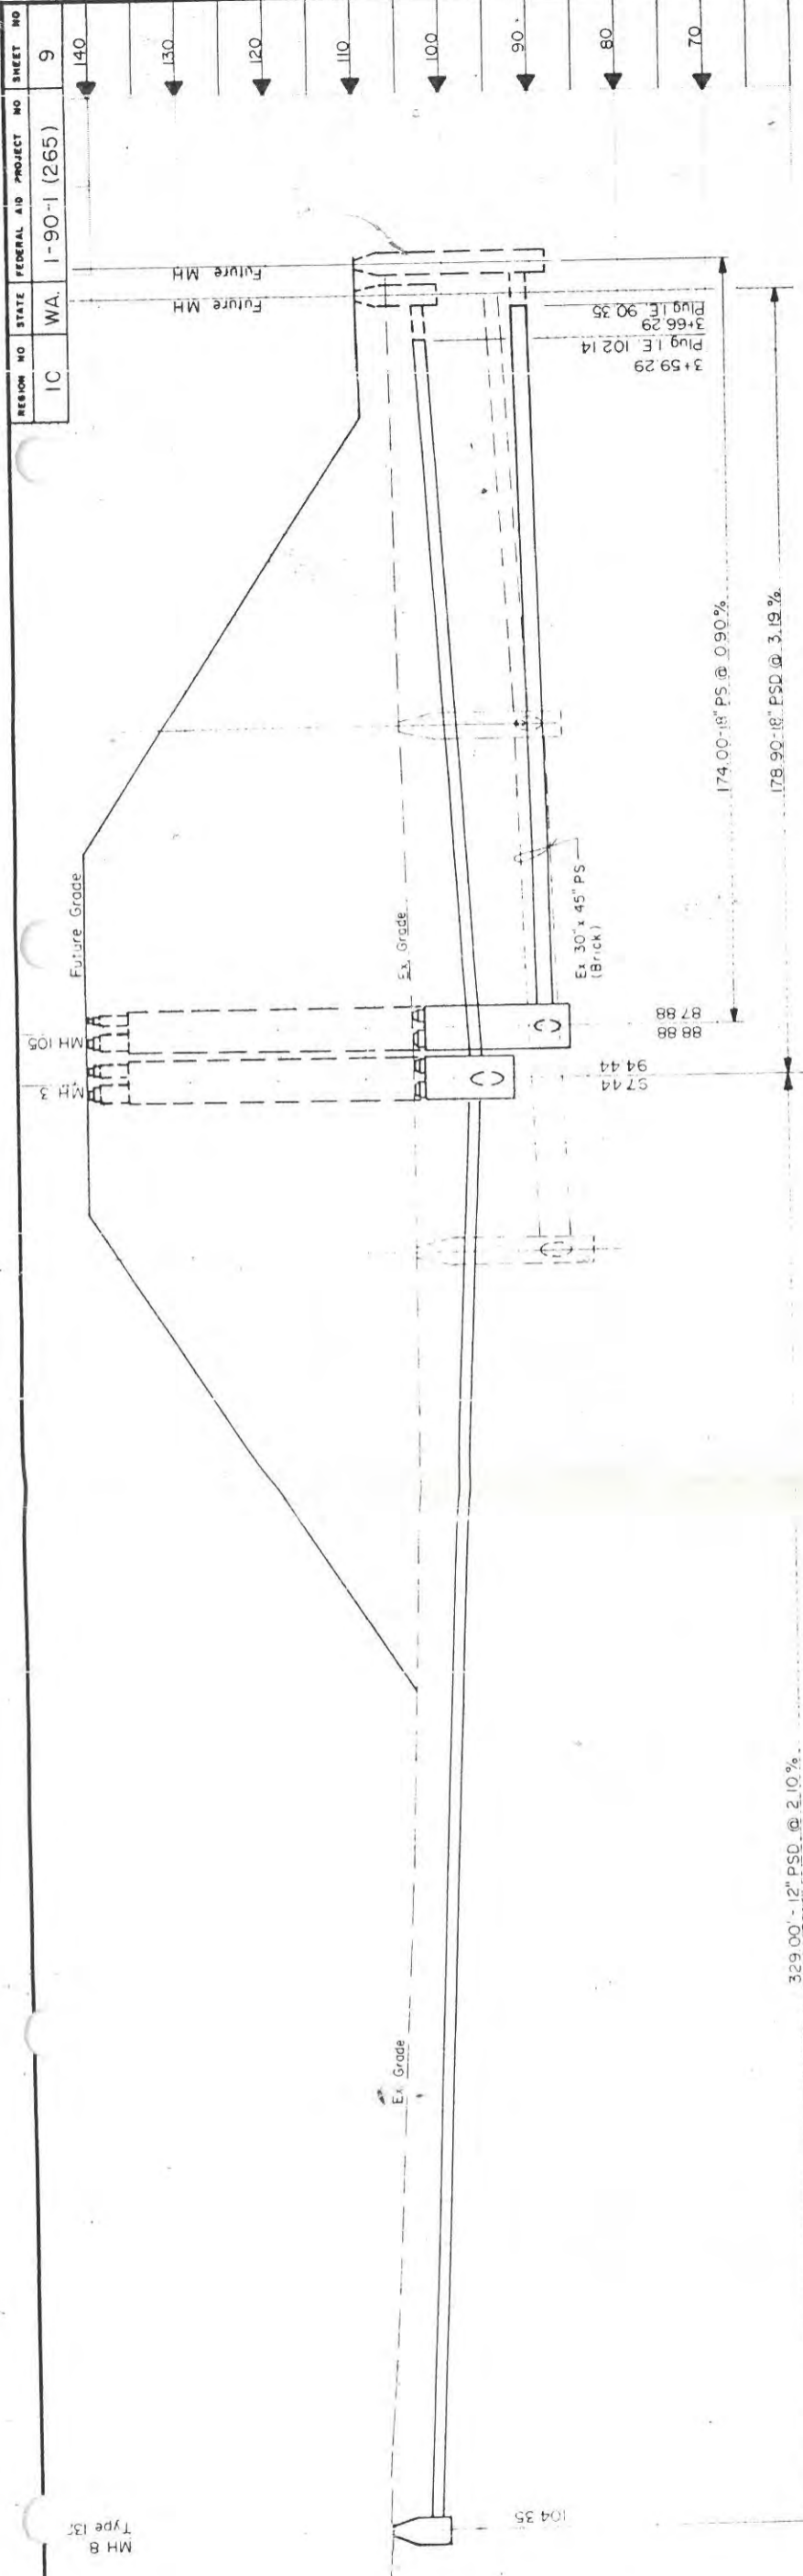 REGION NO STATE FEDERAL AID PROJECT NO SHEET NO
10 WA. I-90-1 (265) 9
140
130
120
110
100
90
80
70
Future MH
Future MH
3+66.29
Plug I.E. 90.35
3+59.29
Plug I.E. 102.14
Future Grade
Ex Grade
Ex 30" x 45" PS
(Brick)
174.00-18" PS @ 0.90%
178.90-18" PSD @ 3.19%
MH 105
MH 3
88 88
87 88
97 44
94 44
Ex Grade
329.00' - 12" PSD @ 2.10%
MH 8
104 35